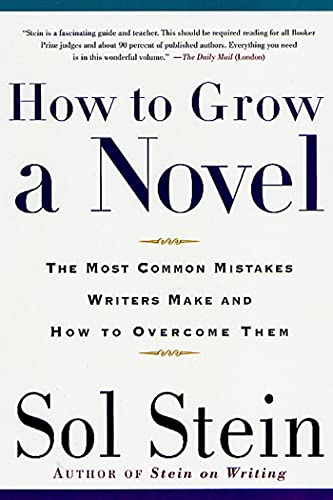 "Stein is a fascinating guide and teacher. This should be required reading for all Booker
Prize judges and about 90 percent of published authors. Everything you need
is in this wonderful volume." —The Daily Mail (London)
How to Grow
a Novel
THE MOST COMMON MISTAKES
WRITERS MAKE AND
HOW TO OVERCOME THEM
Sol Stein
AUTHOR OF Stein on Writing